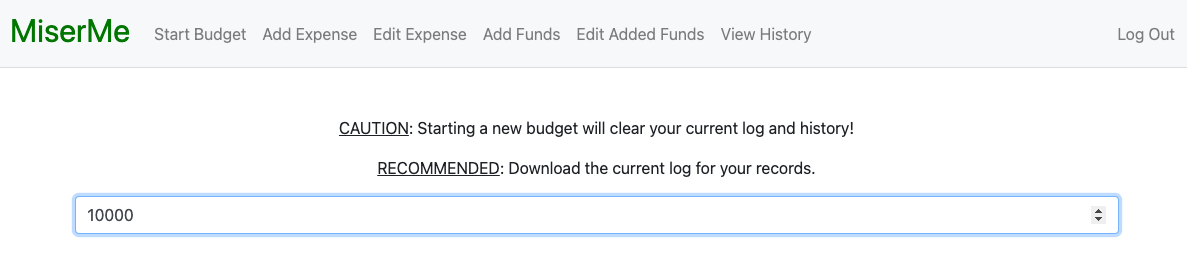 MiserMe Start Budget Add Expense Edit Expense Add Funds Edit Added Funds View History Log Out
CAUTION: Starting a new budget will clear your current log and history!
RECOMMENDED: Download the current log for your records.
10000